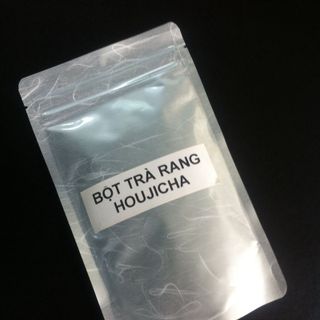 BỘT TRÀ RANG
HOUJICHA